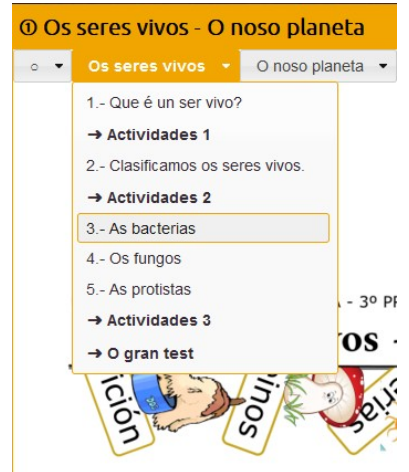 ① Os seres vivos - O noso planeta
Os seres vivos
O noso planeta
1.- Que é un ser vivo?
→ Actividades 1
2.- Clasificamos os seres vivos.
→ Actividades 2
3.- As bacterias
4.- Os fungos
5.- As protistas
→ Actividades 3
→ O gran test
- 3º
-